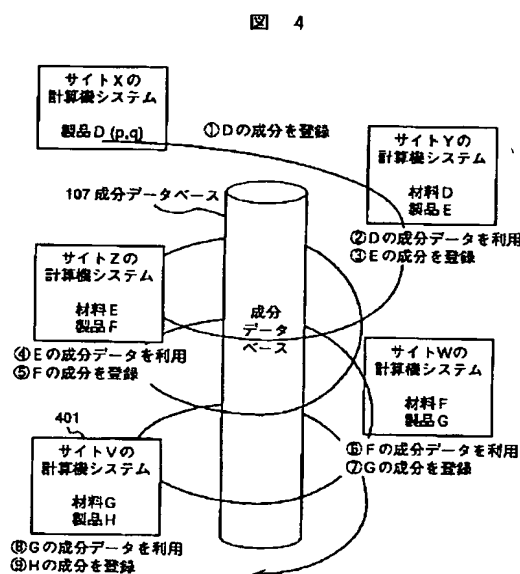 図 4
サイトXの
計算機システム
製品D (p,q)
①Dの成分を登録
サイトYの
計算機システム
材料D
製品E
107 成分データベース
②Dの成分データを利用
③Eの成分を登録
サイトZの
計算機システム
材料E
製品F
成分
データ
ベース
④Eの成分データを利用
⑤Fの成分を登録
サイトWの
計算機システム
材料F
製品G
401
サイトVの
計算機システム
材料G
製品H
⑥Fの成分データを利用
⑦Gの成分を登録
⑧Gの成分データを利用
⑨Hの成分を登録